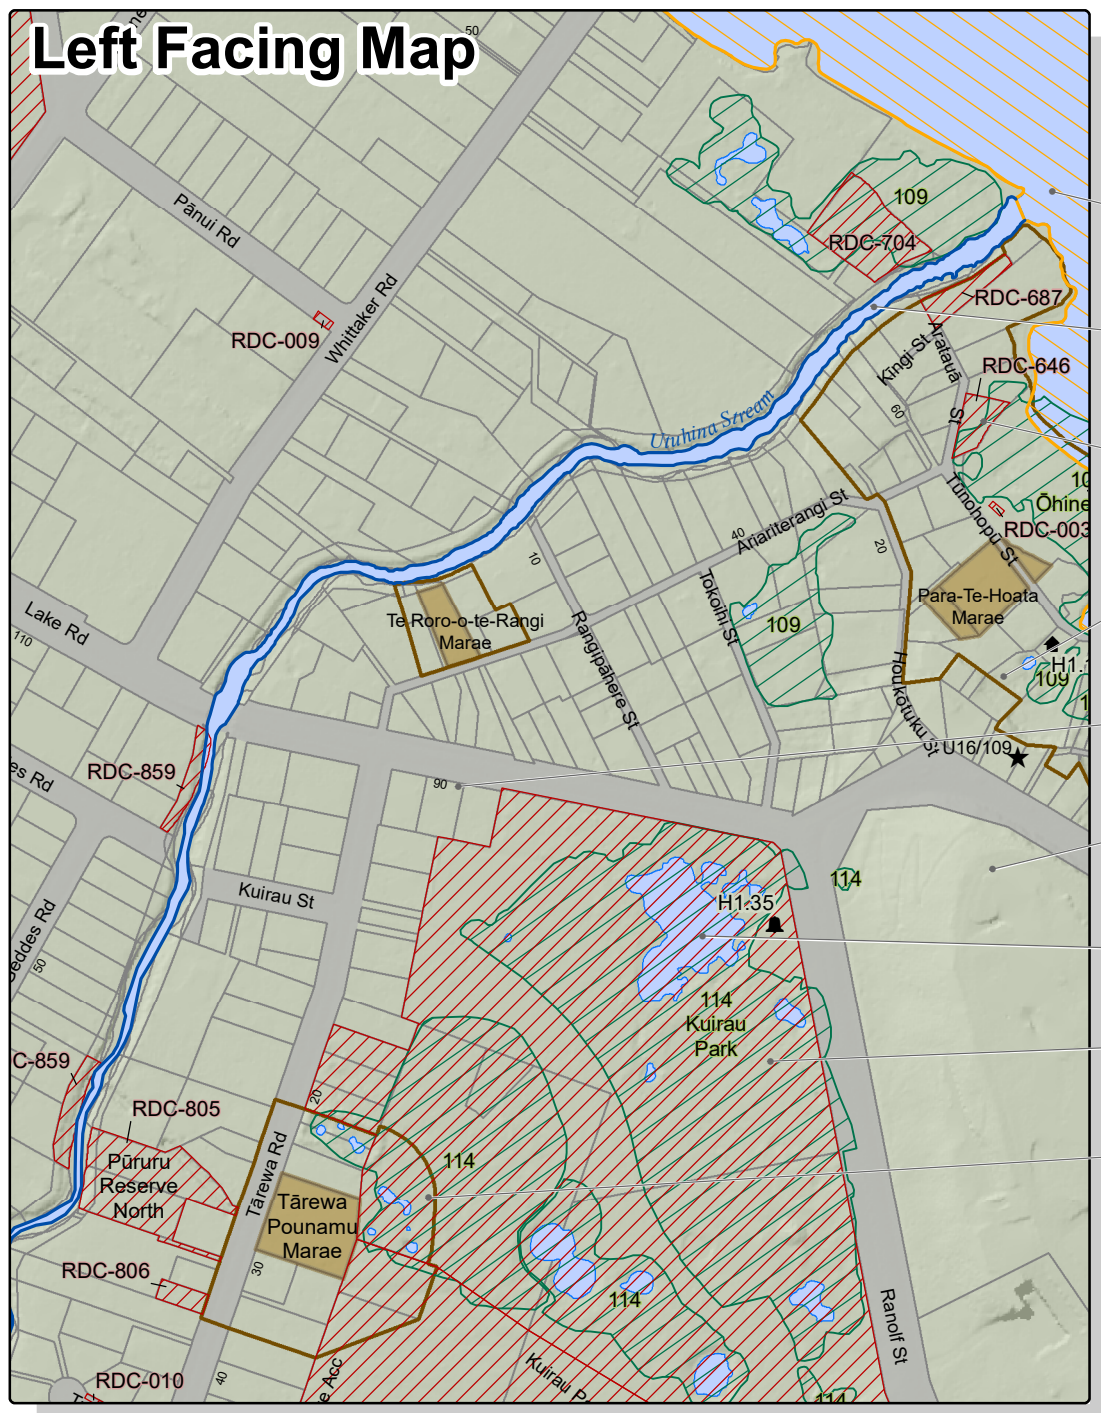 Left Facing Map
50
Pānui Rd
109
RDC-704
RDC-009
Whittaker Rd
RDC-687
Kīngi St
Arataua
St
RDC-646
60
Utuhina Stream
Tūnohopū St
RDC-003
Ariariterangi St
40
20
10
Lake Rd
110
Te Roro-o-te-Rangi
Marae
Rangipāhere St
Tokoihi St
109
Para-Te-Hoata
Marae
Houkōtuku St
109
U16/109
RDC-859
90
Kuirau St
114
H1.35
114
Kuirau
Park
50
RDC-805
Pūruru
Reserve
North
20
Tārewa Rd
114
Tārewa
Pounamu
Marae
RDC-806
30
114
Ranolf St
RDC-010
40
Kuirau
114